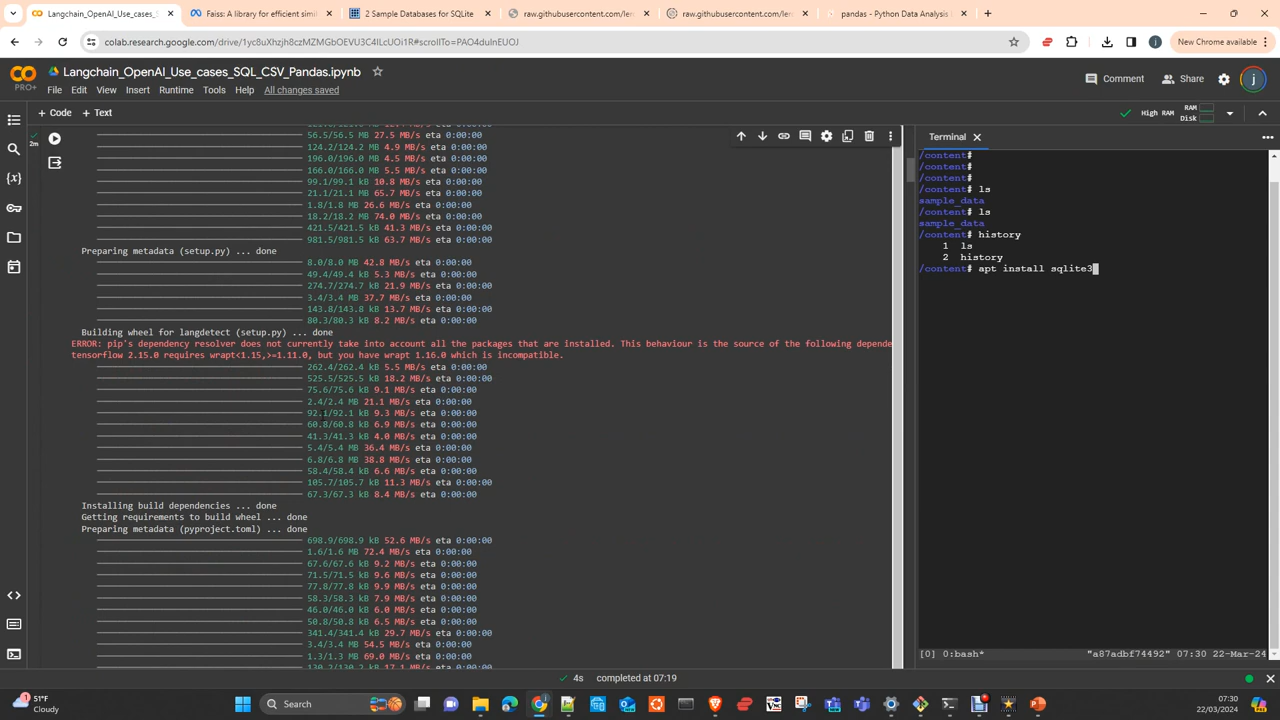 Langchain_OpenAI_Use_cases_S
Faiss: A library for efficient simil
2 Sample Databases for SQLite
raw.githubusercontent.com/len
raw.githubusercontent.com/len
pandas - Python Data Analysis
colab.research.google.com/drive/1yc8uXhzjh8czMZMGbOEVU3C4ILcUOi1R#scrollTo=PAO4duInEUOJ
New Chrome available
PRO+
Langchain_OpenAI_Use_cases_SQL_CSV_Pandas.ipynb
File Edit View Insert Runtime Tools Help All changes saved
Comment Share
+ Code + Text
High RAM RAM Disk
2m
56.5/56.5 MB 27.5 MB/s eta 0:00:00
124.2/124.2 MB 4.9 MB/s eta 0:00:00
196.0/196.0 MB 4.5 MB/s eta 0:00:00
166.0/166.0 MB 5.5 MB/s eta 0:00:00
99.1/99.1 MB 10.8 MB/s eta 0:00:00
21.1/21.1 MB 65.7 MB/s eta 0:00:00
1.8/1.8 MB 26.6 MB/s eta 0:00:00
18.2/18.2 MB 74.0 MB/s eta 0:00:00
421.5/421.5 kB 41.3 MB/s eta 0:00:00
981.5/981.5 kB 63.7 MB/s eta 0:00:00
Preparing metadata (setup.py) ... done
8.0/8.0 MB 42.8 MB/s eta 0:00:00
49.4/49.4 kB 5.3 MB/s eta 0:00:00
274.7/274.7 kB 21.9 MB/s eta 0:00:00
3.4/3.4 MB 37.7 MB/s eta 0:00:00
143.8/143.8 kB 13.7 MB/s eta 0:00:00
80.3/80.3 kB 8.2 MB/s eta 0:00:00
Building wheel for langdetect (setup.py) ... done
ERROR: pip's dependency resolver does not currently take into account all the packages that are installed. This behaviour is the source of the following depende
tensorflow 2.15.0 requires wrapt<1.15,>=1.11.0, but you have wrapt 1.16.0 which is incompatible.
262.4/262.4 kB 5.5 MB/s eta 0:00:00
525.5/525.5 kB 18.2 MB/s eta 0:00:00
75.6/75.6 kB 9.1 MB/s eta 0:00:00
2.4/2.4 MB 21.1 MB/s eta 0:00:00
92.1/92.1 kB 9.3 MB/s eta 0:00:00
60.8/60.8 kB 6.9 MB/s eta 0:00:00
41.3/41.3 kB 4.0 MB/s eta 0:00:00
5.4/5.4 MB 36.4 MB/s eta 0:00:00
6.8/6.8 MB 38.8 MB/s eta 0:00:00
58.4/58.4 kB 6.6 MB/s eta 0:00:00
105.7/105.7 kB 11.3 MB/s eta 0:00:00
67.3/67.3 kB 8.4 MB/s eta 0:00:00
Installing build dependencies ... done
Getting requirements to build wheel ... done
Preparing metadata (pyproject.toml) ... done
698.9/698.9 kB 52.6 MB/s eta 0:00:00
1.6/1.6 MB 72.4 MB/s eta 0:00:00
67.6/67.6 kB 9.2 MB/s eta 0:00:00
71.5/71.5 kB 9.6 MB/s eta 0:00:00
77.8/77.8 kB 9.9 MB/s eta 0:00:00
58.3/58.3 kB 7.9 MB/s eta 0:00:00
46.0/46.0 kB 6.0 MB/s eta 0:00:00
50.8/50.8 kB 6.5 MB/s eta 0:00:00
341.4/341.4 kB 29.7 MB/s eta 0:00:00
3.4/3.4 MB 54.5 MB/s eta 0:00:00
1.3/1.3 MB 69.0 MB/s eta 0:00:00
130.2/130.2 kB 17.1 MB/s eta 0:00:00
Terminal
/content#
/content#
/content#
/content# ls
sample_data
/content# ls
sample_data
/content# history
1 ls
2 history
/content# apt install sqlite3
[0] 0:bash* "a87adbf74492" 07:30 22-Mar-24
4s completed at 07:19
51°F
Cloudy
Search
07:30
22/03/2024